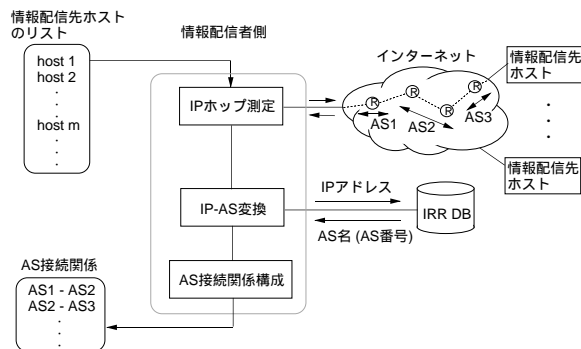 情報配信先ホスト
のリスト
host 1
host 2
.
.
host m
.
.
.
情報配信者側
IPホップ測定
IP-AS変換
AS接続関係構成
インターネット
R
R
R
R
AS1
AS2
AS3
情報配信先
ホスト
.
.
.
情報配信先
ホスト
IPアドレス
AS名 (AS番号)
IRR DB
AS接続関係
AS1 - AS2
AS2 - AS3
.
.
.